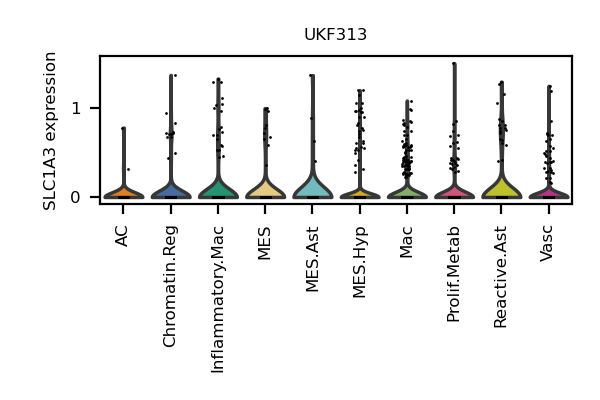 UKF313
SLC1A3 expression
1
0
AC
Chromatin.Reg
Inflammatory.Mac
MES
MES.Ast
MES.Hyp
Mac
Prolif.Metab
Reactive.Ast
Vasc